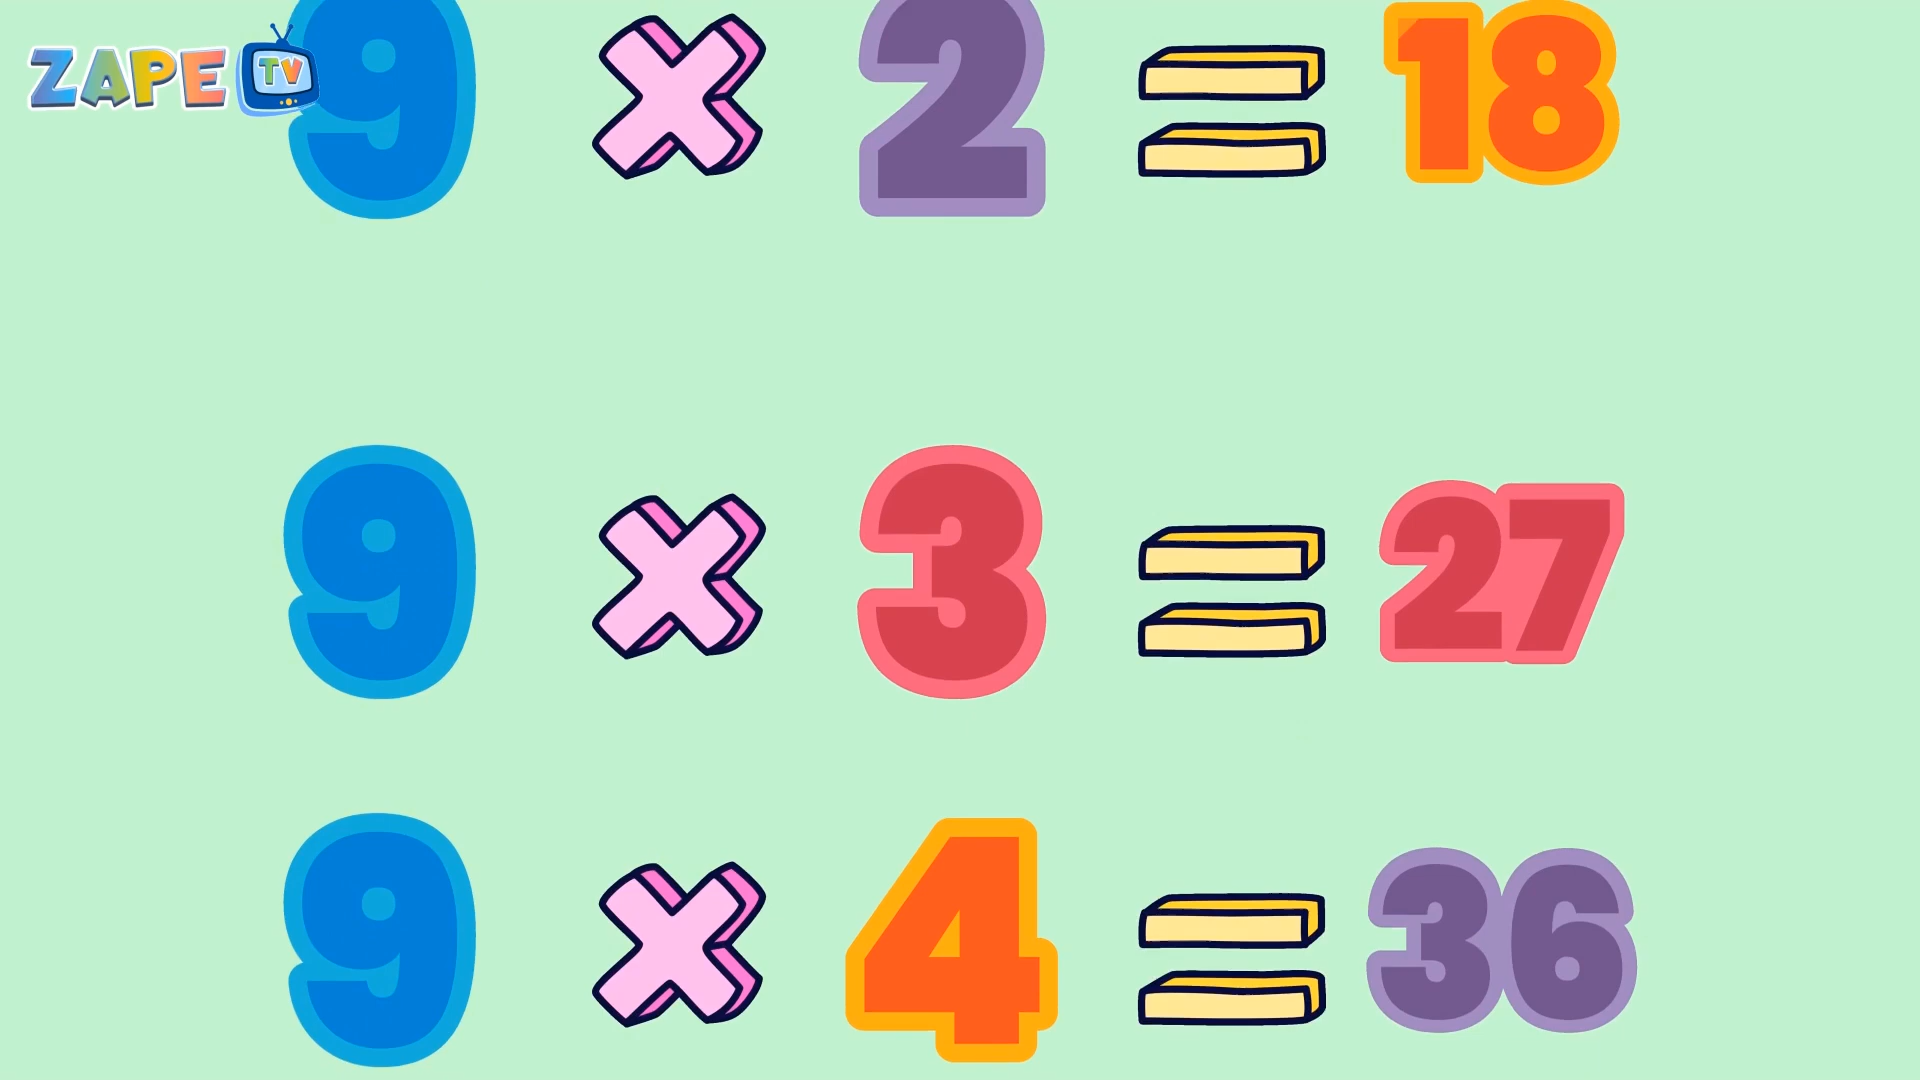 ZAPE TV
9 x 2 = 18
9 x 3 = 27
9 x 4 = 36